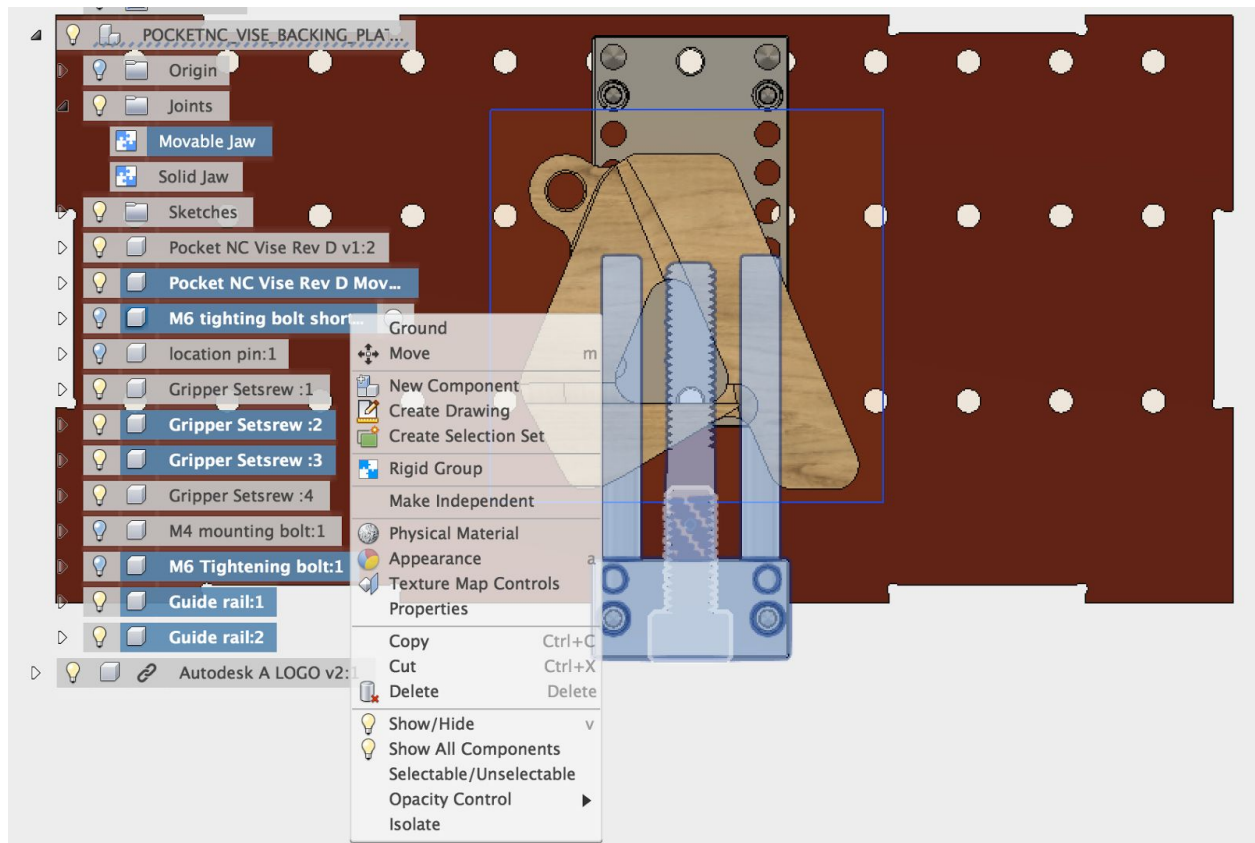 POCKETNC_VISE_BACKING_PLAT...
Origin
Joints
Movable Jaw
Solid Jaw
Sketches
Pocket NC Vise Rev D v1:2
Pocket NC Vise Rev D Mov...
M6 tighting bolt short...
location pin:1
Gripper Setsrew :1
Gripper Setsrew :2
Gripper Setsrew :3
Gripper Setsrew :4
M4 mounting bolt:1
M6 Tightening bolt:1
Guide rail:1
Guide rail:2
Autodesk A LOGO v2:1
Ground
Move m
New Component
Create Drawing
Create Selection Set
Rigid Group
Make Independent
Physical Material
Appearance a
Texture Map Controls
Properties
Copy Ctrl+C
Cut Ctrl+X
Delete Delete
Show/Hide v
Show All Components
Selectable/Unselectable
Opacity Control
Isolate